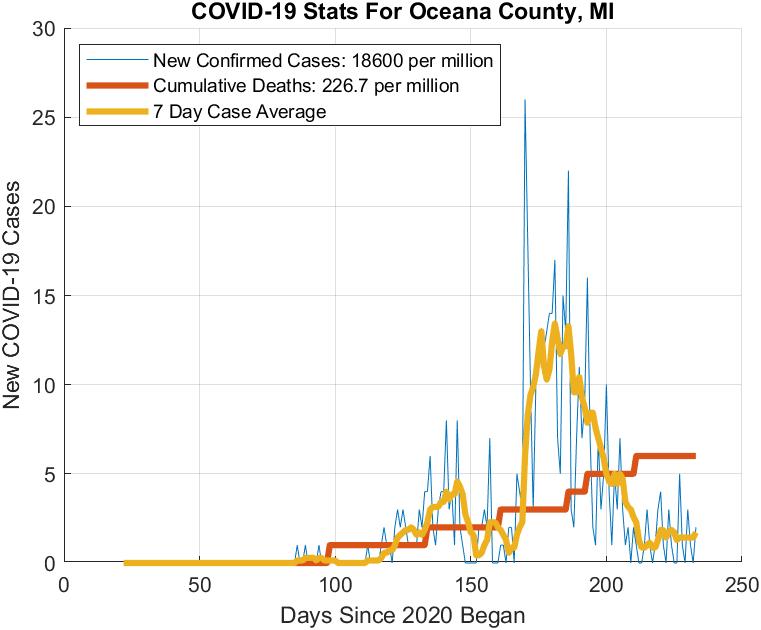 COVID-19 Stats For Oceana County, MI
30
New Confirmed Cases: 18600 per million
Cumulative Deaths: 226.7 per million
7 Day Case Average
25
20
15
10
5
0
New COVID-19 Cases
0 50 100 150 200 250
Days Since 2020 Began